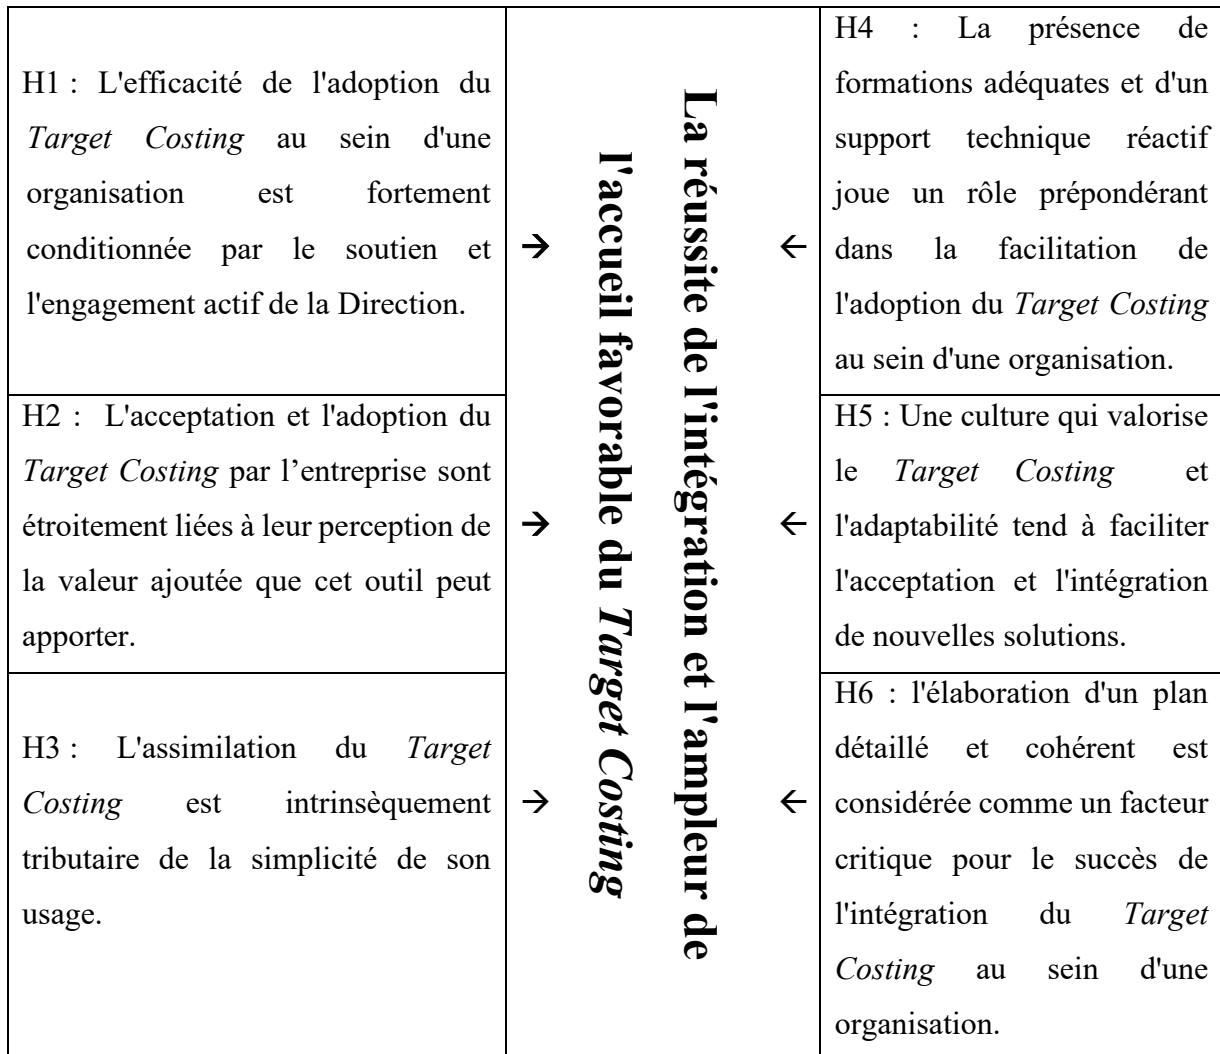 H1 : L'efficacité de l'adoption du
Target Costing au sein d'une
organisation est fortement
conditionnée par le soutien et
l'engagement actif de la Direction.
→
H2 : L'acceptation et l'adoption du
Target Costing par l’entreprise sont
étroitement liées à leur perception de
la valeur ajoutée que cet outil peut
apporter.
→
H3 : L'assimilation du Target
Costing est intrinsèquement
tributaire de la simplicité de son
usage.
→
La réussite de l'intégration et l'ampleur de
l'accueil favorable du Target Costing
←
H4 : La présence de
formations adéquates et d'un
support technique réactif
joue un rôle prépondérant
dans la facilitation de
l'adoption du Target Costing
au sein d'une organisation.
←
H5 : Une culture qui valorise
le Target Costing et
l'adaptabilité tend à faciliter
l'acceptation et l'intégration
de nouvelles solutions.
←
H6 : l'élaboration d'un plan
détaillé et cohérent est
considérée comme un facteur
critique pour le succès de
l'intégration du Target
Costing au sein d'une
organisation.